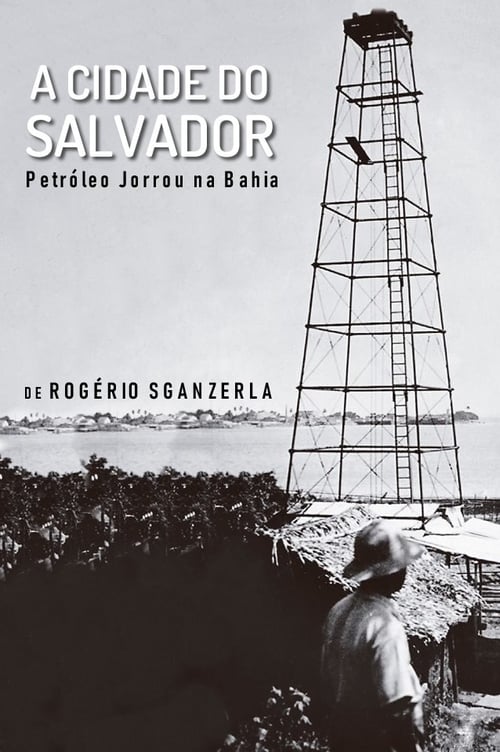 A CIDADE DO
SALVADOR
Petróleo Jorrou na Bahia
DE ROGÉRIO SGANZERLA